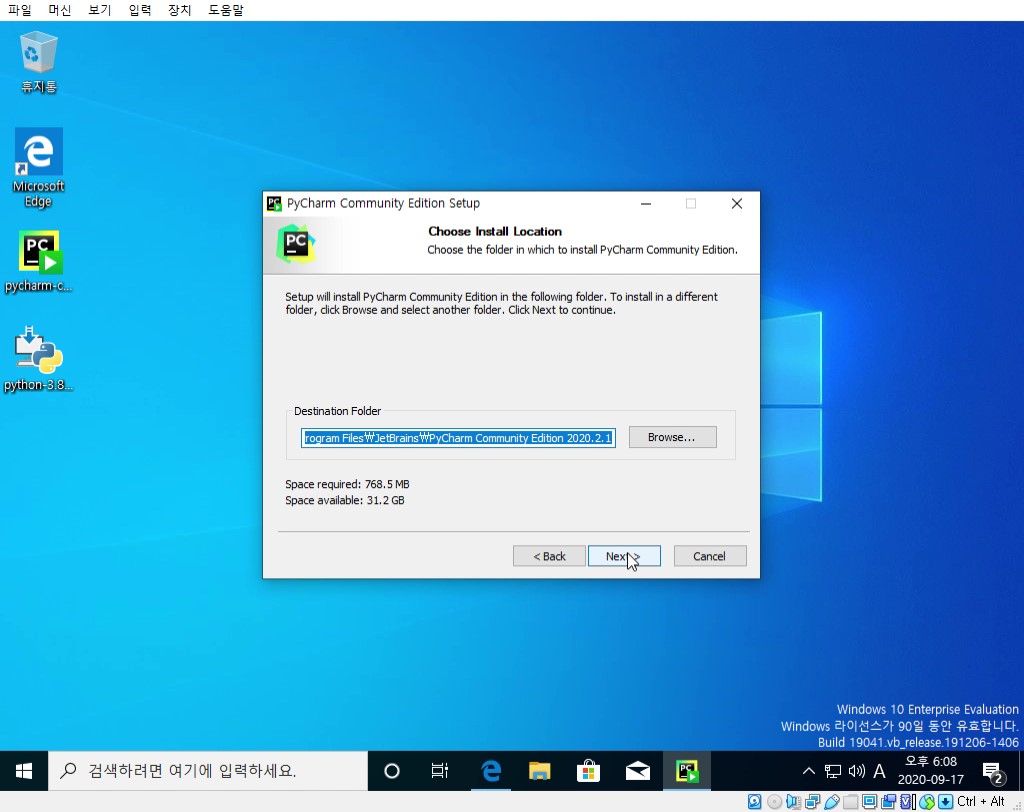 파일 머신 보기 입력 장치 도움말
휴지통
Microsoft
Edge
PC
pycharm-c...
python-3.8...
PC PyCharm Community Edition Setup
PC
Choose Install Location
Choose the folder in which to install PyCharm Community Edition.
Setup will install PyCharm Community Edition in the following folder. To install in a different
folder, click Browse and select another folder. Click Next to continue.
Destination Folder
rogram Files₩JetBrains₩PyCharm Community Edition 2020.2.1
Browse...
Space required: 768.5 MB
Space available: 31.2 GB
< Back
Next >
Cancel
Windows 10 Enterprise Evaluation
Windows 라이선스가 90일 동안 유효합니다.
Build 19041.vb_release.191206-1406
검색하려면 여기에 입력하세요.
PC
A
오후 6:08
2020-09-17
2
Ctrl + Alt